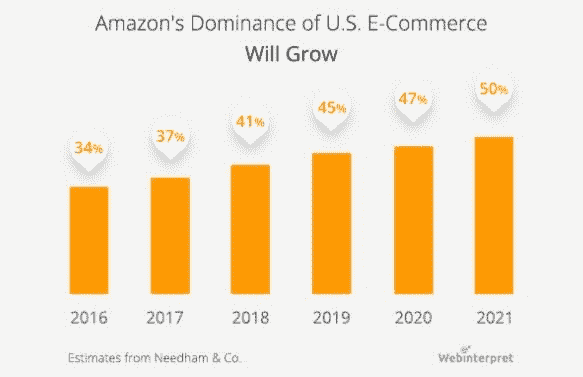 Amazon's Dominance of U.S. E-Commerce
Will Grow
34% 37% 41% 45% 47% 50%
2016 2017 2018 2019 2020 2021
Estimates from Needham & Co.
Webinterpret